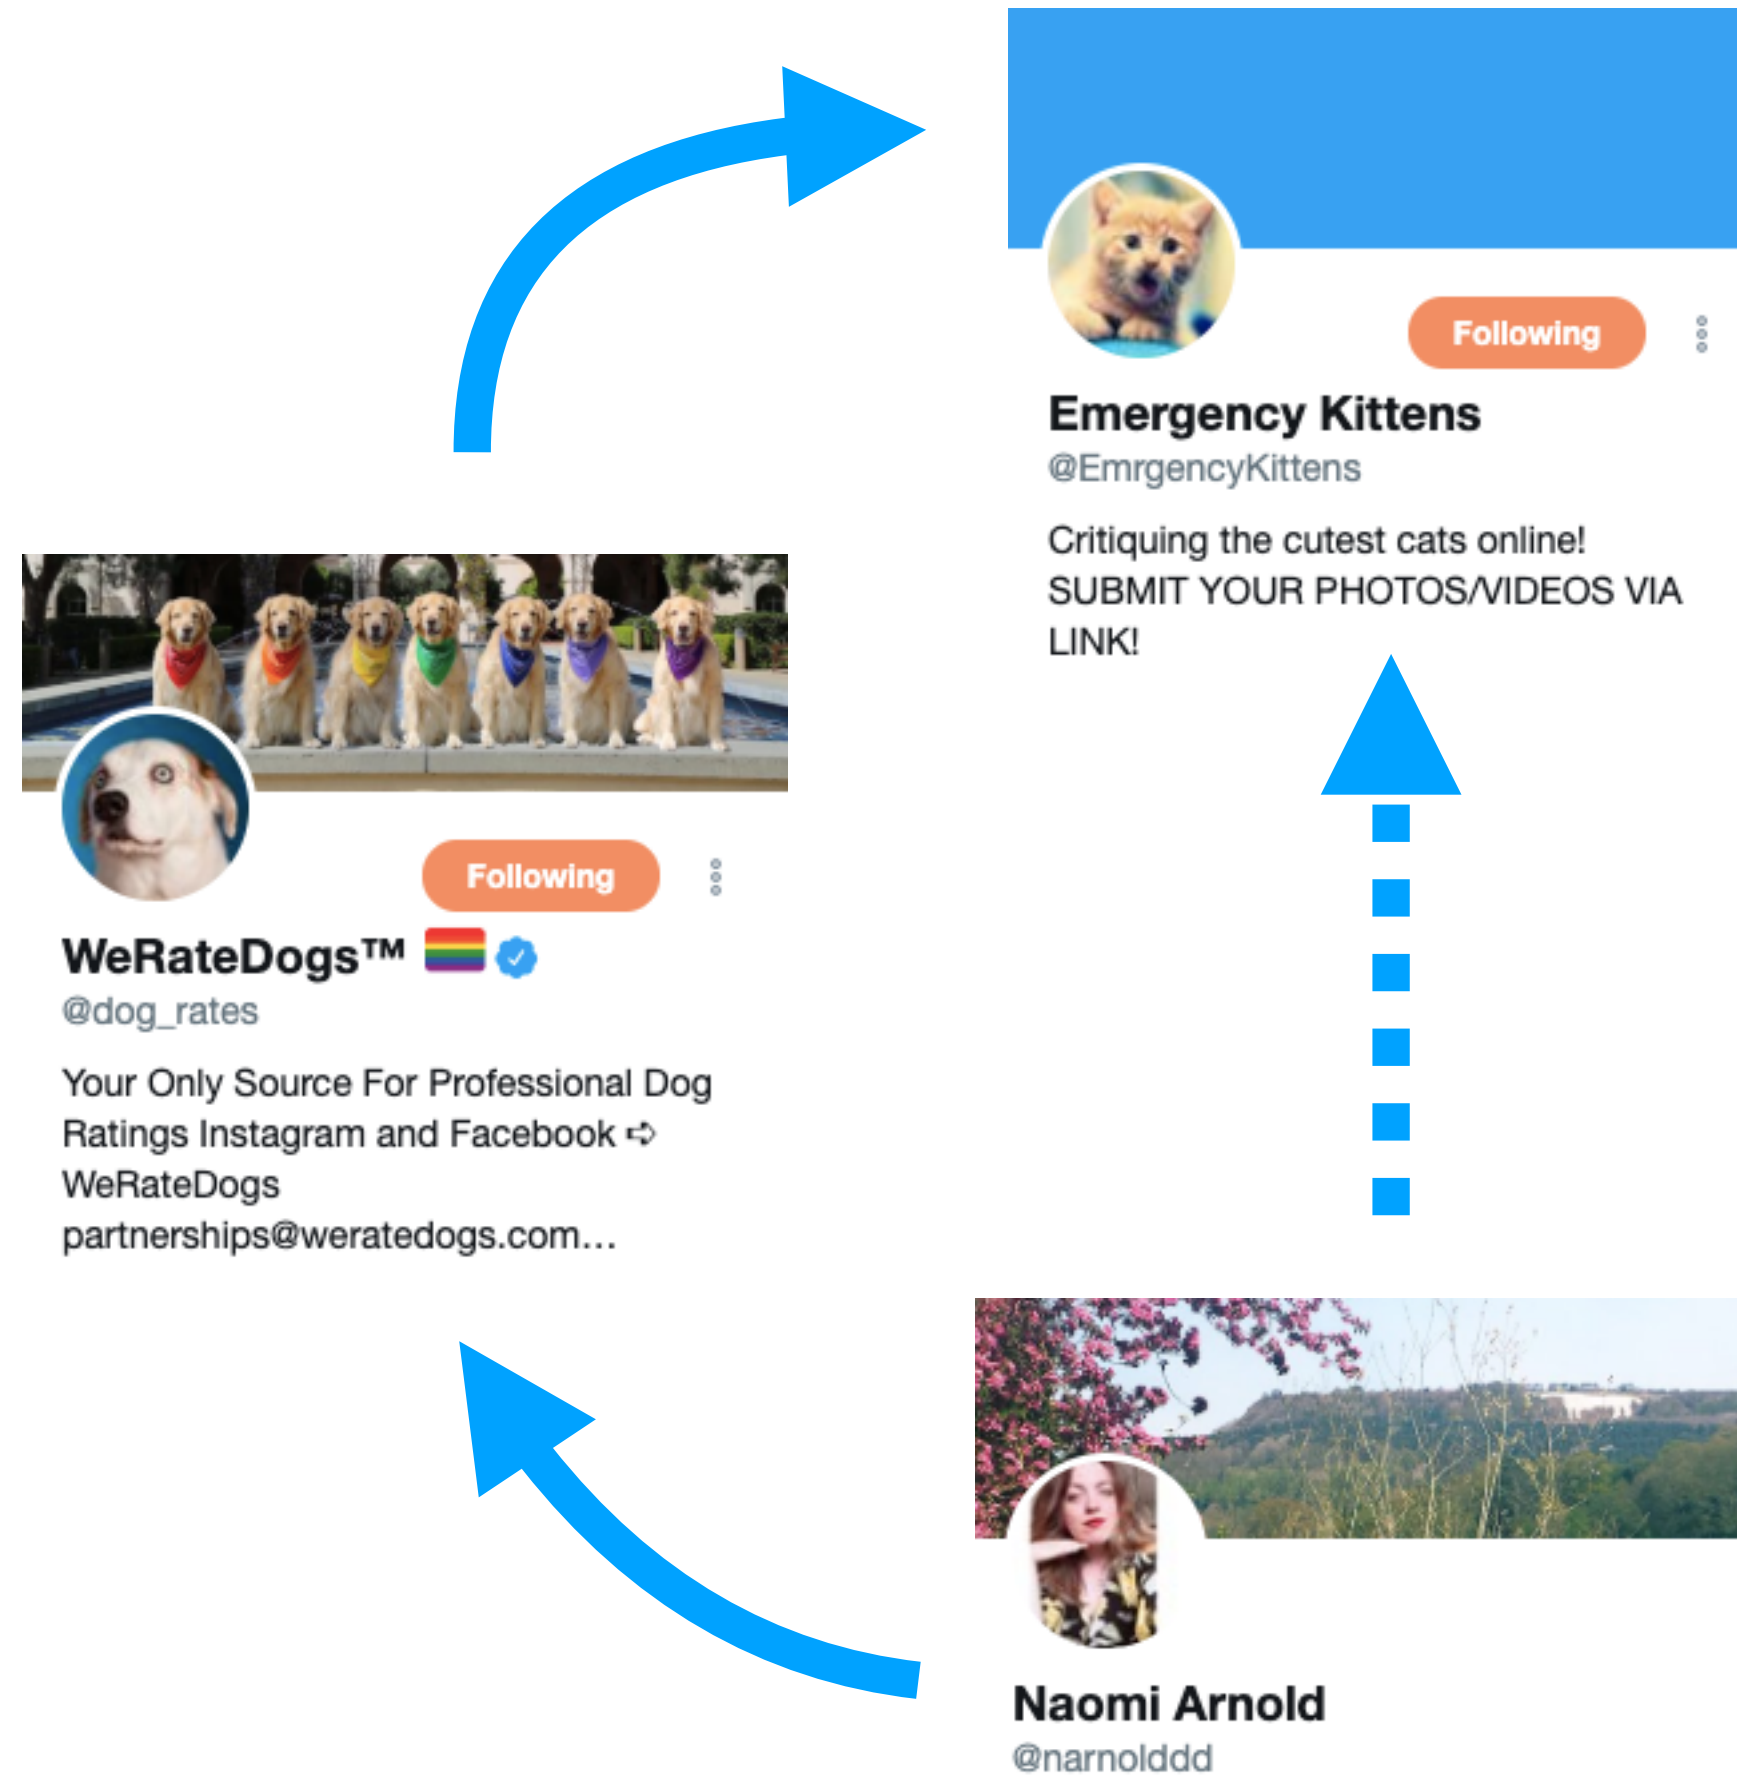 Following
Emergency Kittens
@EmrgencyKittens
Critiquing the cutest cats online!
SUBMIT YOUR PHOTOS/VIDEOS VIA
LINK!
Following
WeRateDogs™ 🏳️‍🌈
@dog_rates
Your Only Source For Professional Dog
Ratings Instagram and Facebook ➪
WeRateDogs
partnerships@weratedogs.com…
Naomi Arnold
@narnolddd